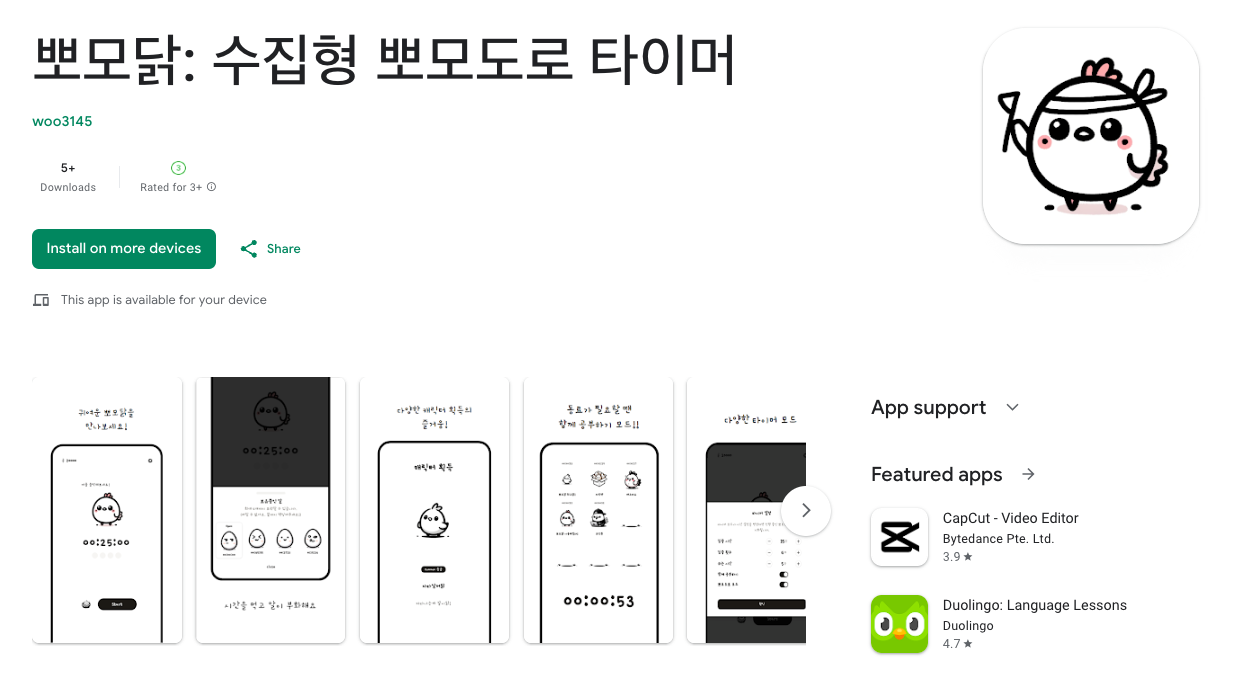 뽀모닭: 수집형 뽀모도로 타이머
woo3145
5+
3
Downloads
Rated for 3+
Install on more devices
Share
This app is available for your device
귀여운 뽀모닭을
만나보세요!
00:25:00
Start
00:25:00
시간을 먹고 알이 부화해요
다양한 캐릭터 획득의
즐거움!
캐릭터 획득
동료가 필요할 땐
함께 공부하기 모드!!
00:00:53
다양한 타이머 모드
App support
Featured apps
CapCut - Video Editor
Bytedance Pte. Ltd.
3.9
Duolingo: Language Lessons
Duolingo
4.7